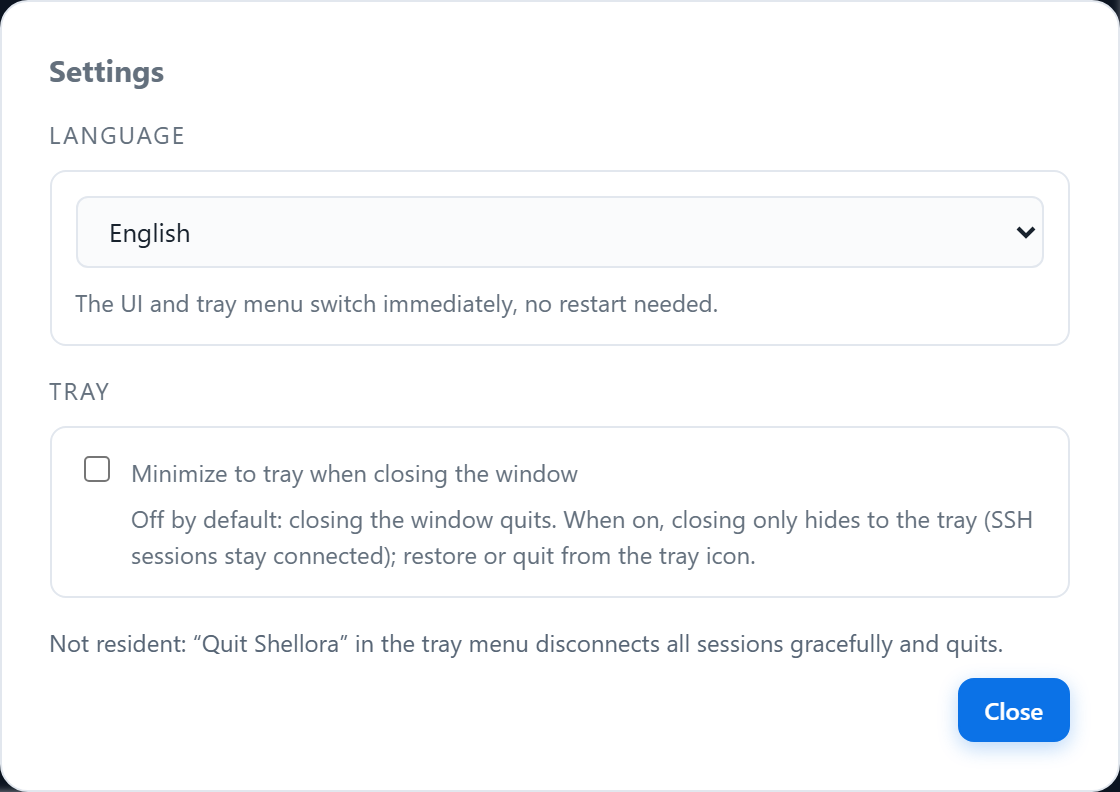 Settings
LANGUAGE
English
The UI and tray menu switch immediately, no restart needed.
TRAY
Minimize to tray when closing the window
Off by default: closing the window quits. When on, closing only hides to the tray (SSH
sessions stay connected); restore or quit from the tray icon.
Not resident: “Quit Shellora” in the tray menu disconnects all sessions gracefully and quits.
Close